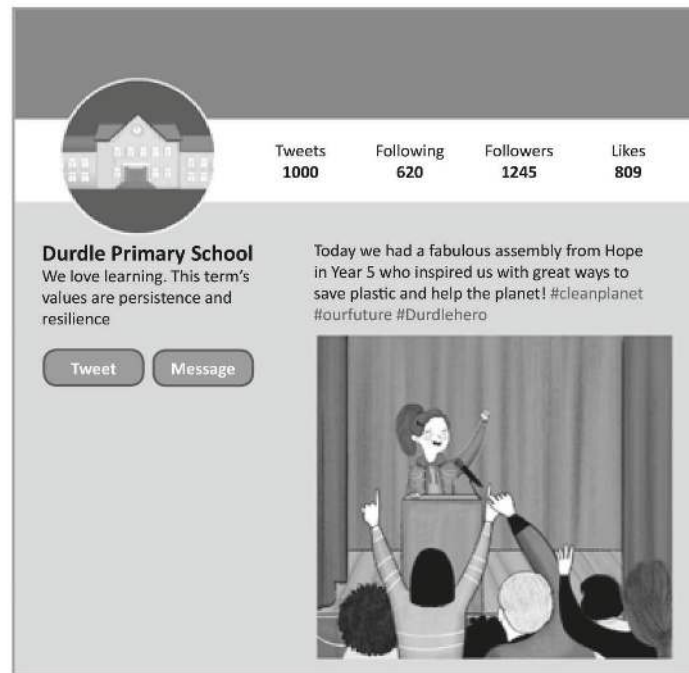 Tweets Following Followers Likes
1000 620 1245 809
Durdle Primary School
We love learning. This term's
values are persistence and
resilience
Tweet Message
Today we had a fabulous assembly from Hope
in Year 5 who inspired us with great ways to
save plastic and help the planet! #cleanplanet
#ourfuture #Durdlehero